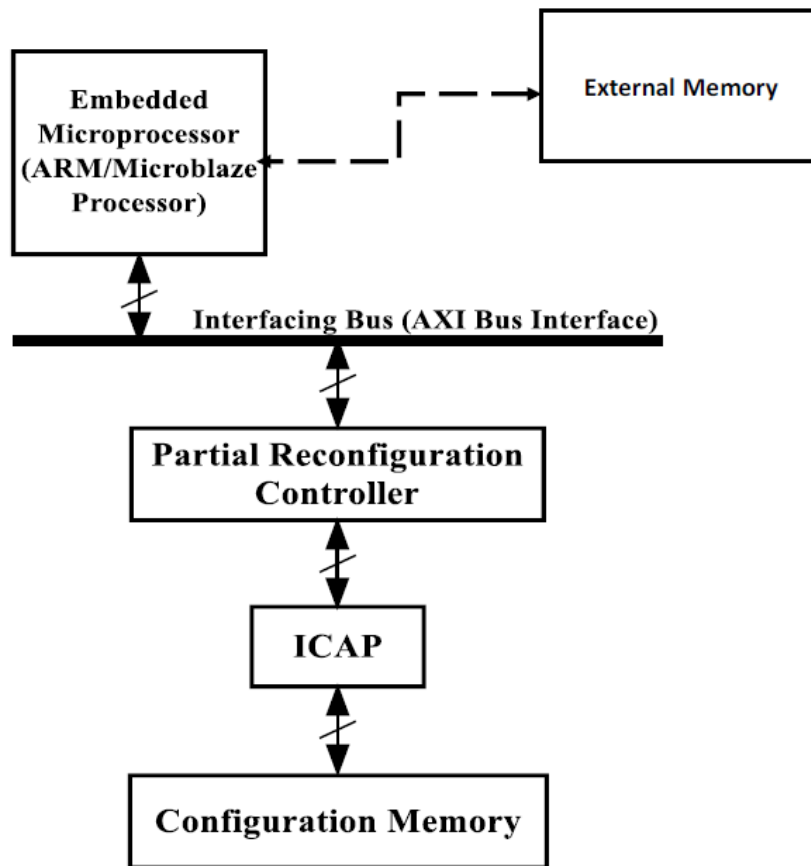 Embedded
Microprocessor
(ARM/Microblaze
Processor)
External Memory
Interfacing Bus (AXI Bus Interface)
Partial Reconfiguration
Controller
ICAP
Configuration Memory